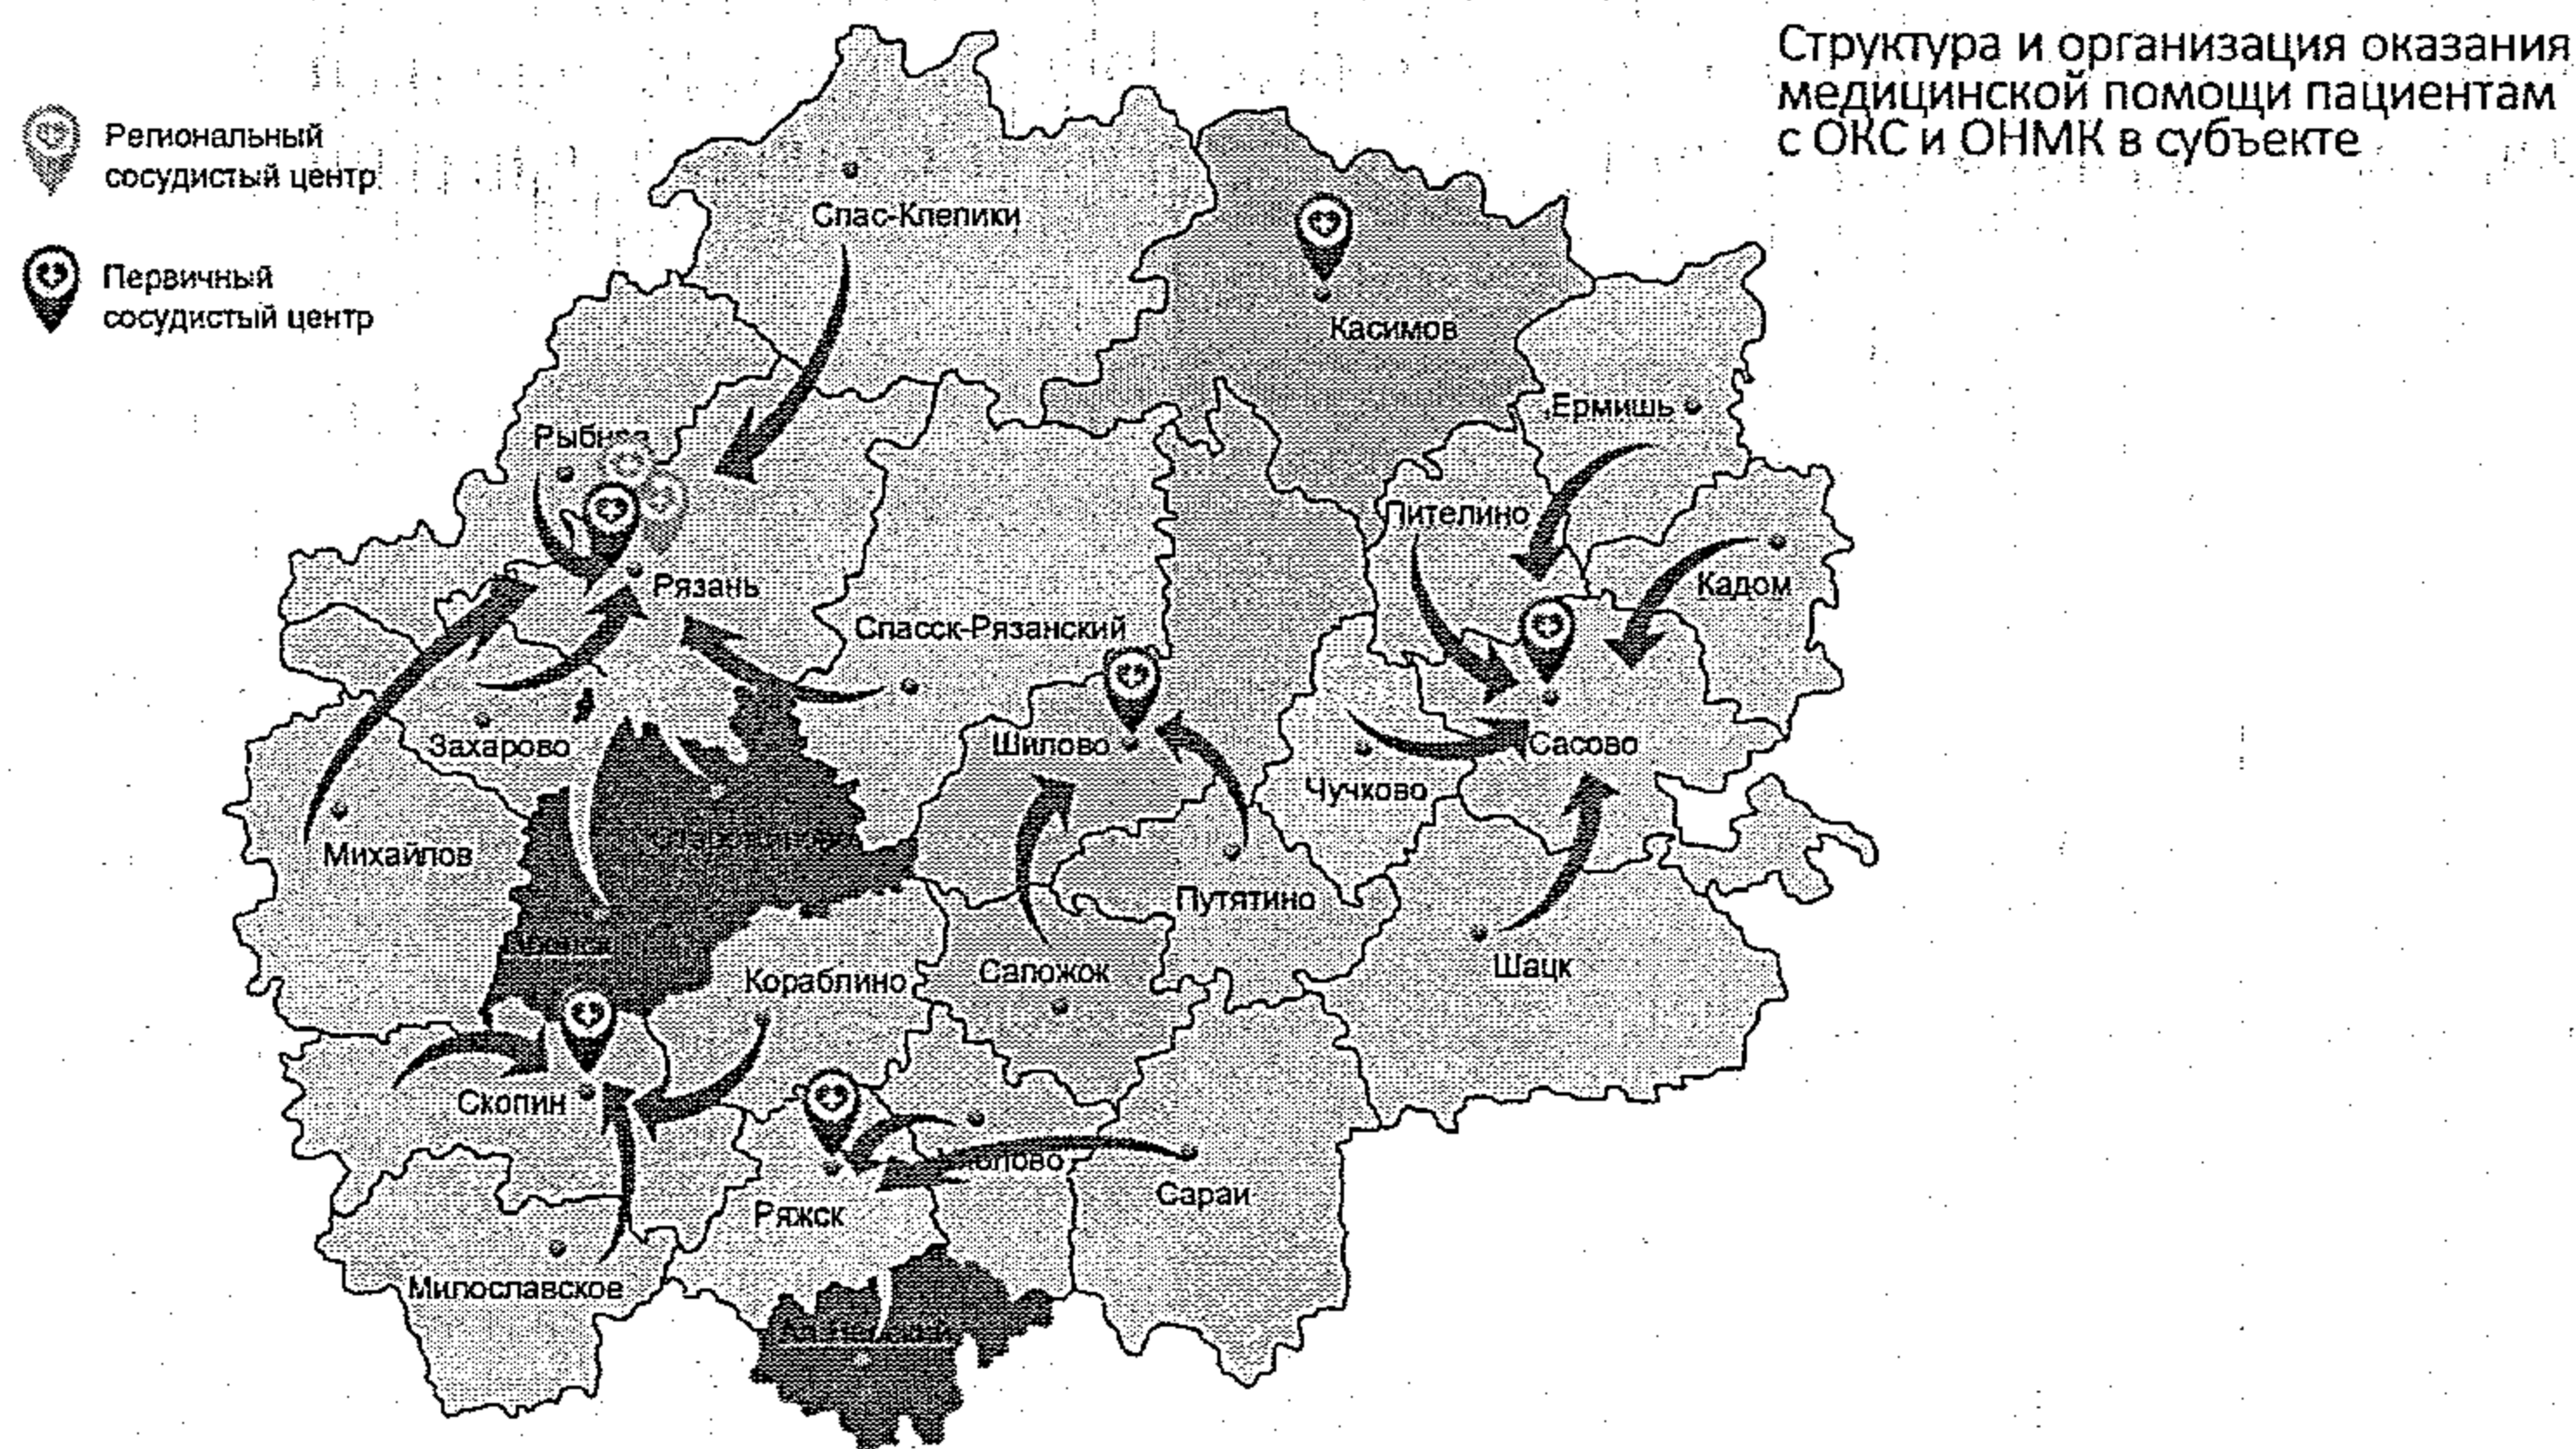 Структура и организация оказания
медицинской помощи пациентам
с ОКС и ОНМК в субъекте
Региональный
сосудистый центр
Первичный
сосудистый центр
Спас-Клепики
Касимов
Ермишь
Пителино
Кадом
Рязань
Спасск-Рязанский
Захарово
Шилово
Сасово
Чучково
Михайлов
Путятино
Сапожок
Кораблино
Шацк
Скопин
Сараи
Ряжск
Милославское